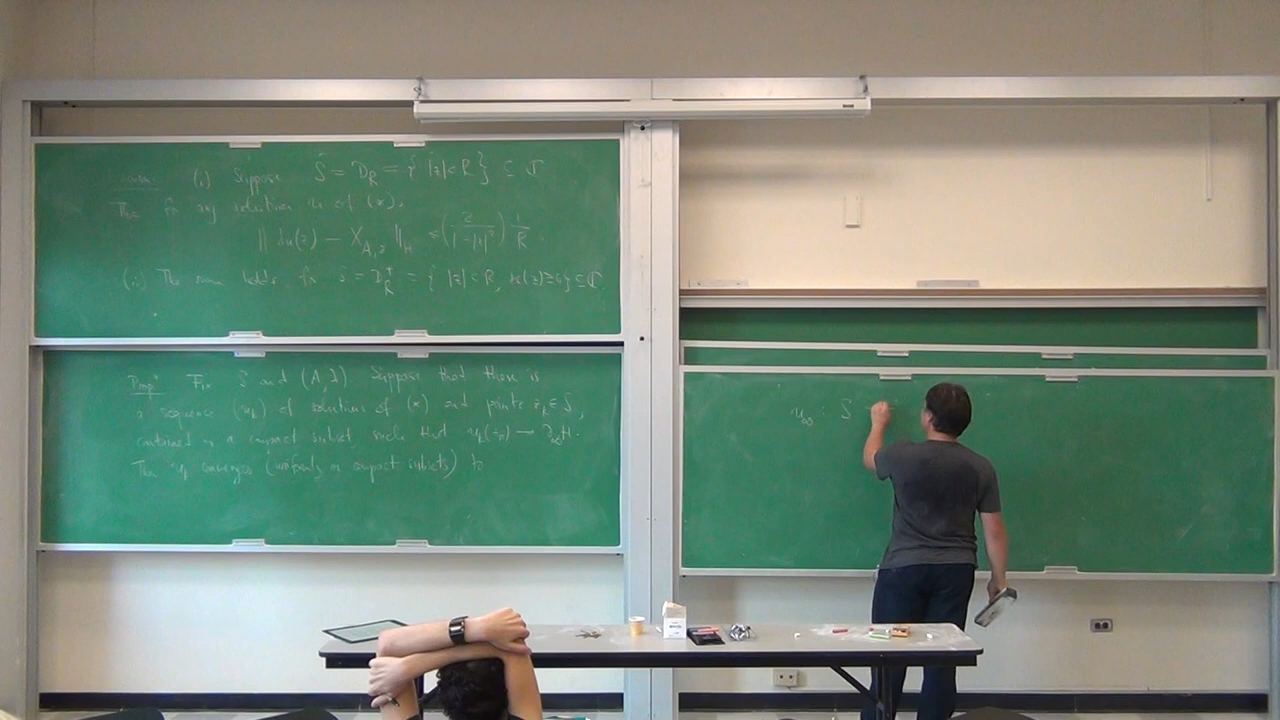 (i) Suppose S = D_R = { |z| < R } ⊆ ℂ
Then for any solution u of (*),
‖ du(z) − X_{A,z} ‖_H ≤ (2 / 1−|u|²) 1/R
(ii) The same holds for S = D_R^+ = { |z| < R, im(z) ≥ 0 } ⊆ ℂ.
Prop^n Fix S and (A, λ) Suppose that there is
a sequence (u_k) of solutions of (*) and points z_k ∈ S,
contained in a compact subset such that u_k(z_k) → ∂_∞ H.
Then u_k converges (uniformly on compact subsets) to
u_∞ : S